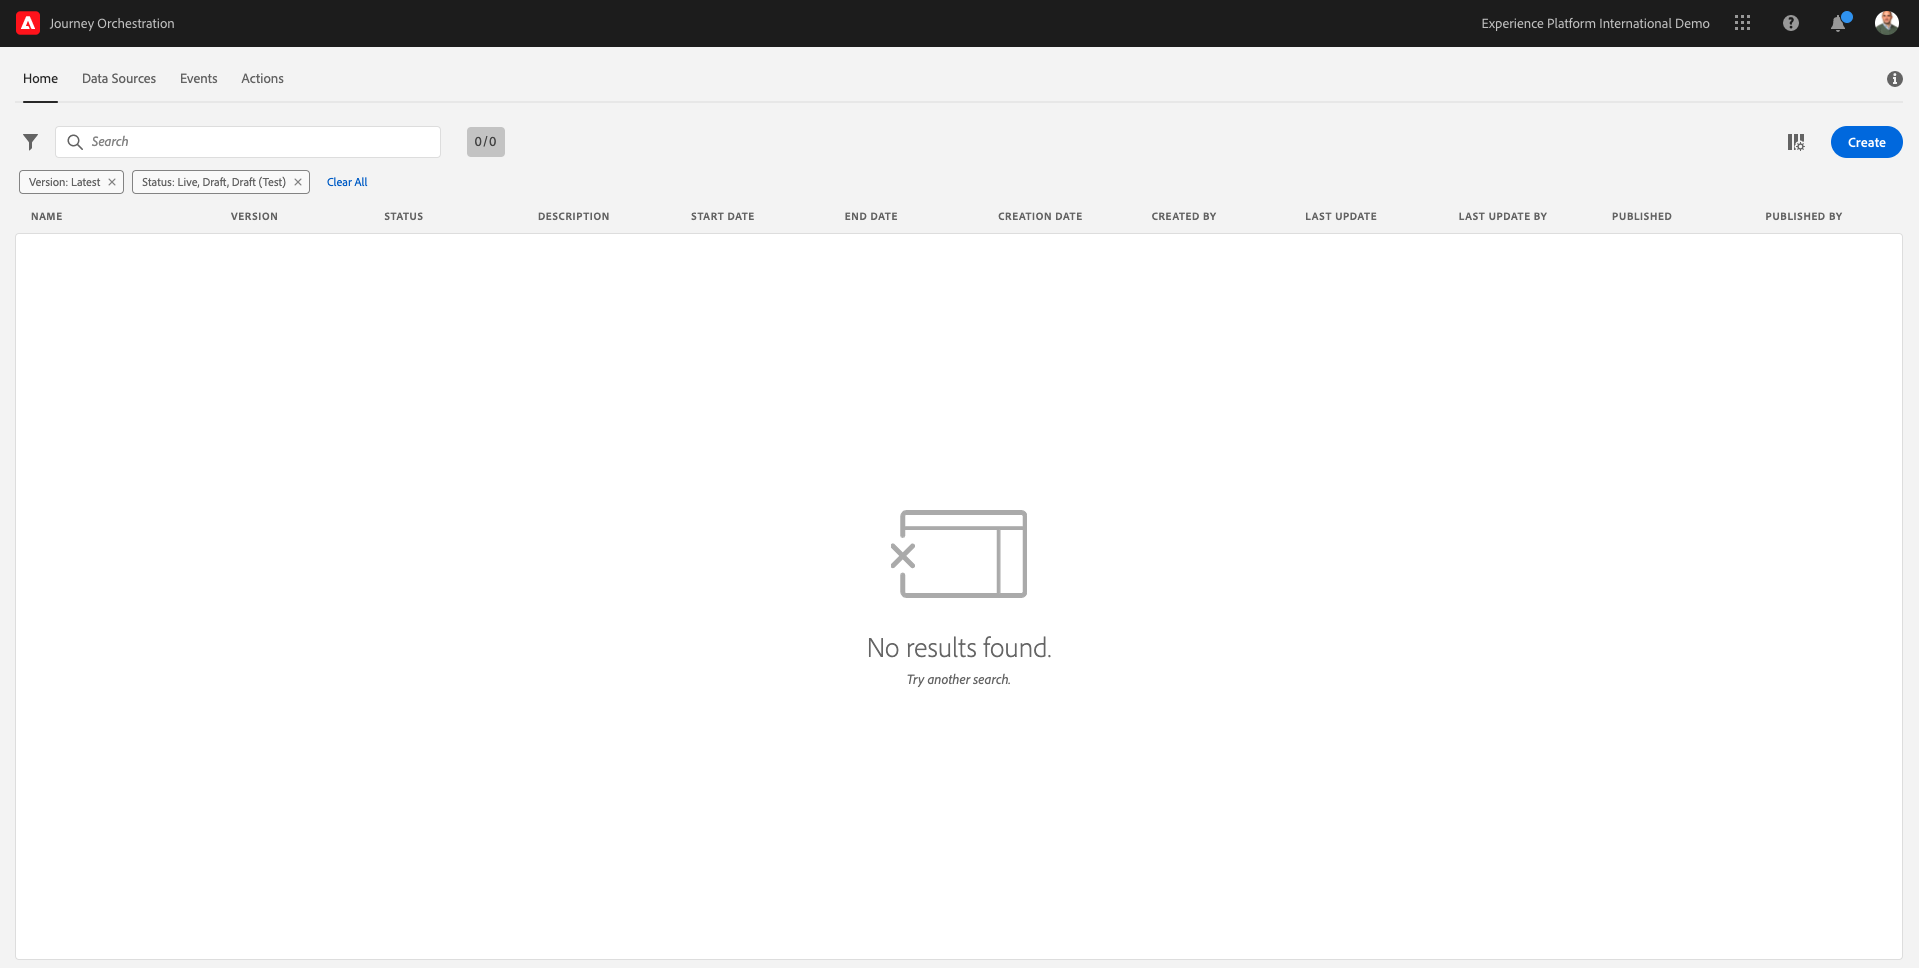 Journey Orchestration
Experience Platform International Demo
Home
Data Sources
Events
Actions
Search
0/0
Create
Version: Latest
Status: Live, Draft, Draft (Test)
Clear All
NAME
VERSION
STATUS
DESCRIPTION
START DATE
END DATE
CREATION DATE
CREATED BY
LAST UPDATE
LAST UPDATE BY
PUBLISHED
PUBLISHED BY
No results found.
Try another search.